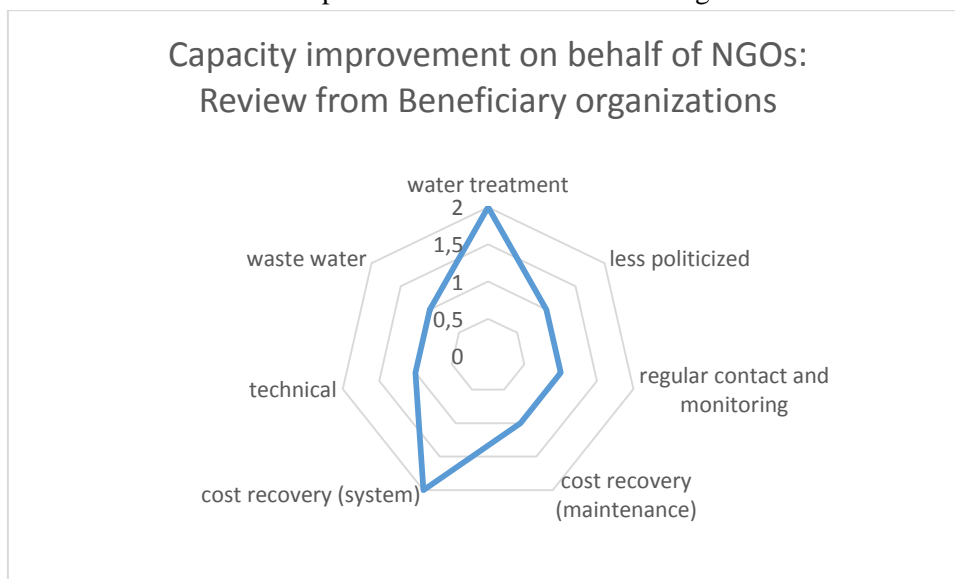 Capacity improvement on behalf of NGOs:
Review from Beneficiary organizations
water treatment
2
1,5
1
0,5
0
less politicized
regular contact and
monitoring
cost recovery
(maintenance)
cost recovery (system)
technical
waste water